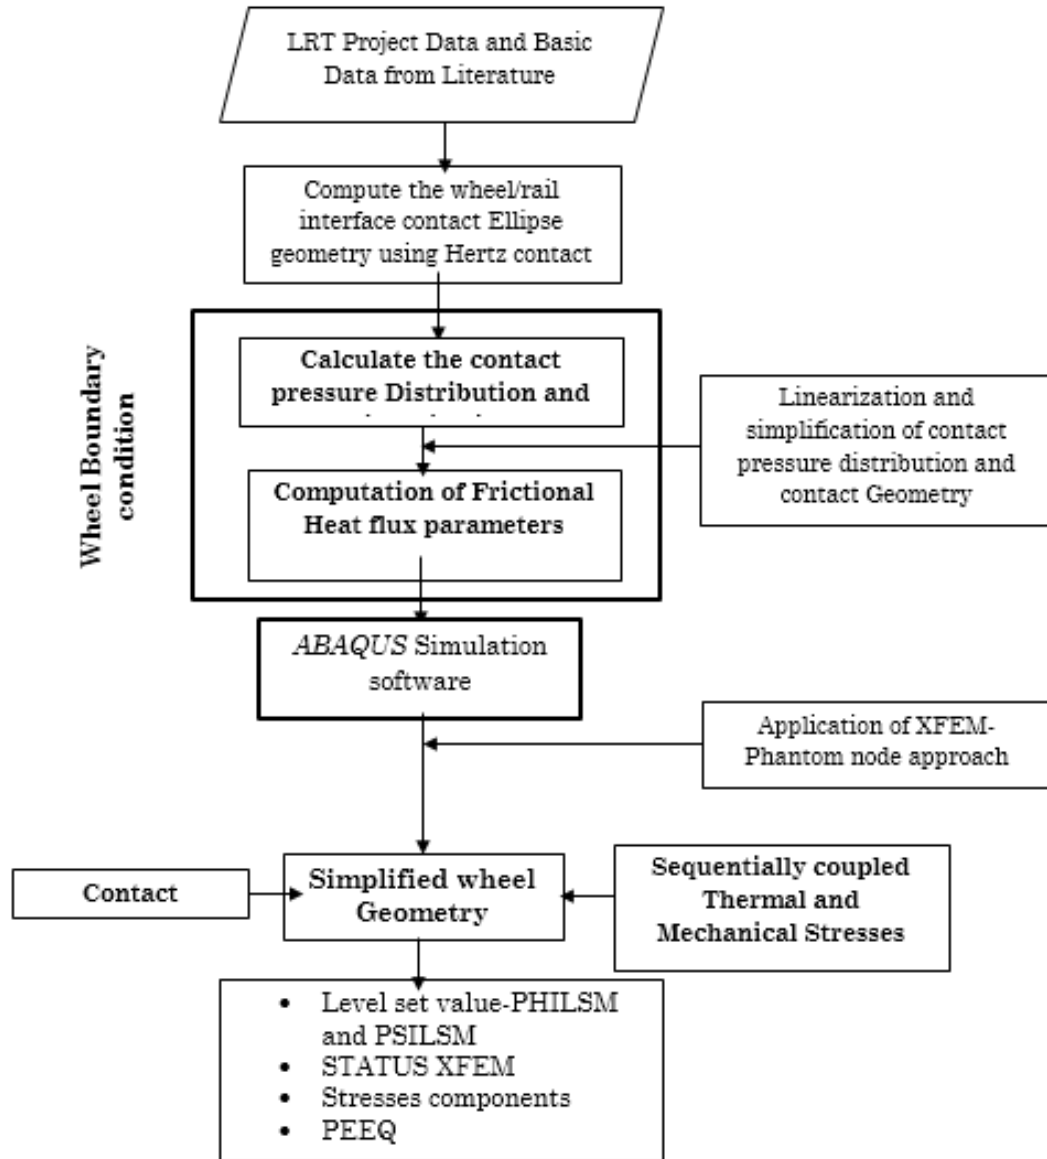 LRT Project Data and Basic
Data from Literature
Compute the wheel/rail
interface contact Ellipse
geometry using Hertz contact
Wheel Boundary
condition
Calculate the contact
pressure Distribution and
Linearization and
simplification of contact
pressure distribution and
contact Geometry
Computation of Frictional
Heat flux parameters
ABAQUS Simulation
software
Application of XFEM-
Phantom node approach
Contact
Simplified wheel
Geometry
Sequentially coupled
Thermal and
Mechanical Stresses
• Level set value-PHILSM
and PSILSM
• STATUS XFEM
• Stresses components
• PEEQ